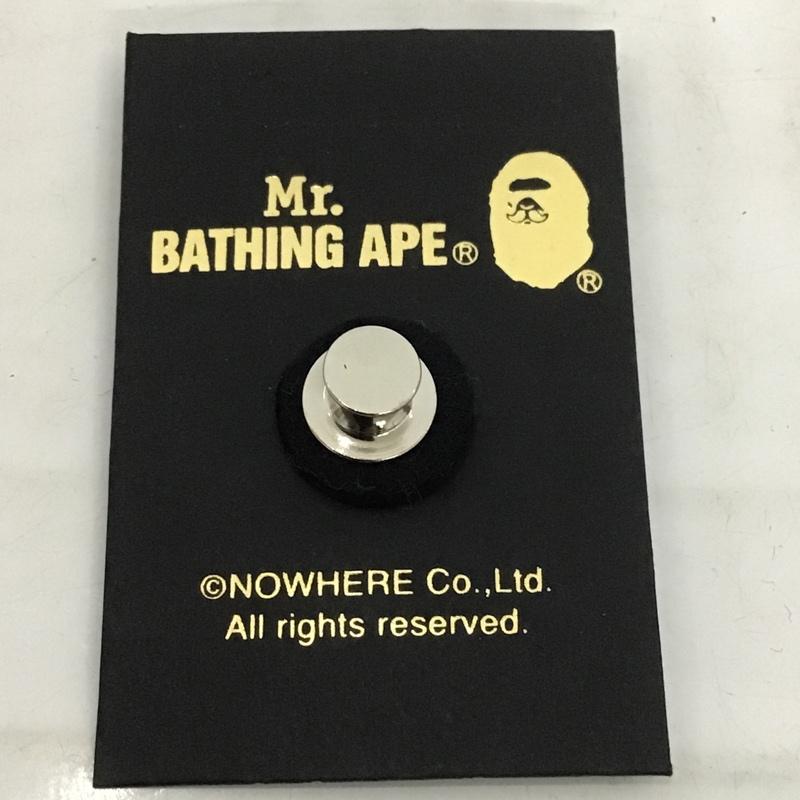 Mr.
BATHING APE®
®
©NOWHERE Co.,Ltd.
All rights reserved.